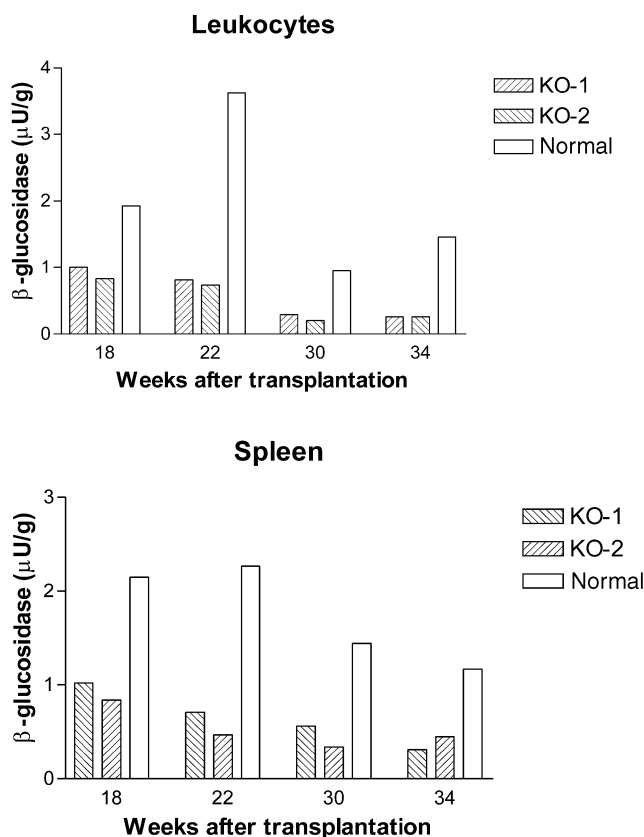 Leukocytes
β-glucosidase (μU/g)
4
3
2
1
0
18 22 30 34
Weeks after transplantation
KO-1
KO-2
Normal
Spleen
β-glucosidase (μU/g)
3
2
1
0
18 22 30 34
Weeks after transplantation
KO-1
KO-2
Normal